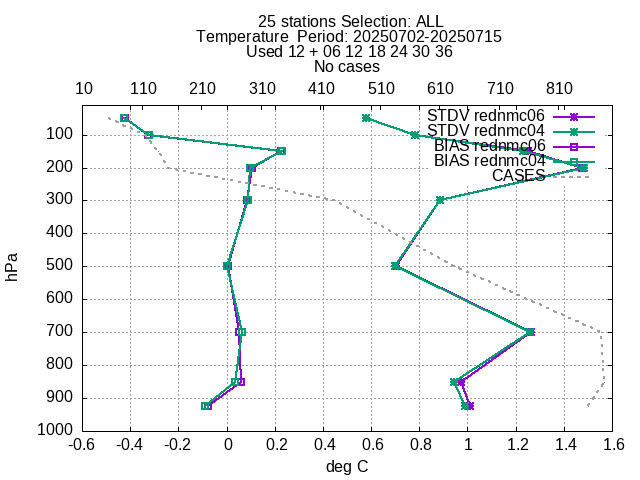 25 stations Selection: ALL
Temperature Period: 20250702-20250715
Used 12 + 06 12 18 24 30 36
No cases
10 110 210 310 410 510 610 710 810
STDV rednmc06
STDV rednmc04
BIAS rednmc06
BIAS rednmc04
CASES
100
200
300
400
500
600
700
800
900
1000
hPa
-0.6 -0.4 -0.2 0 0.2 0.4 0.6 0.8 1 1.2 1.4 1.6
deg C